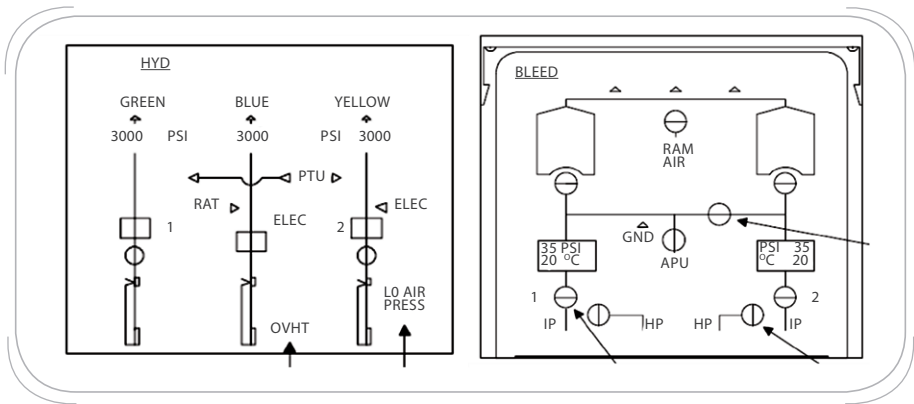 HYD
GREEN BLUE YELLOW
3000 PSI 3000 PSI 3000
PTU
RAT
ELEC
ELEC
1
2
L0 AIR
PRESS
OVHT
BLEED
RAM
AIR
GND
APU
35 PSI
20 °C
PSI 35
°C 20
1
2
IP HP HP IP